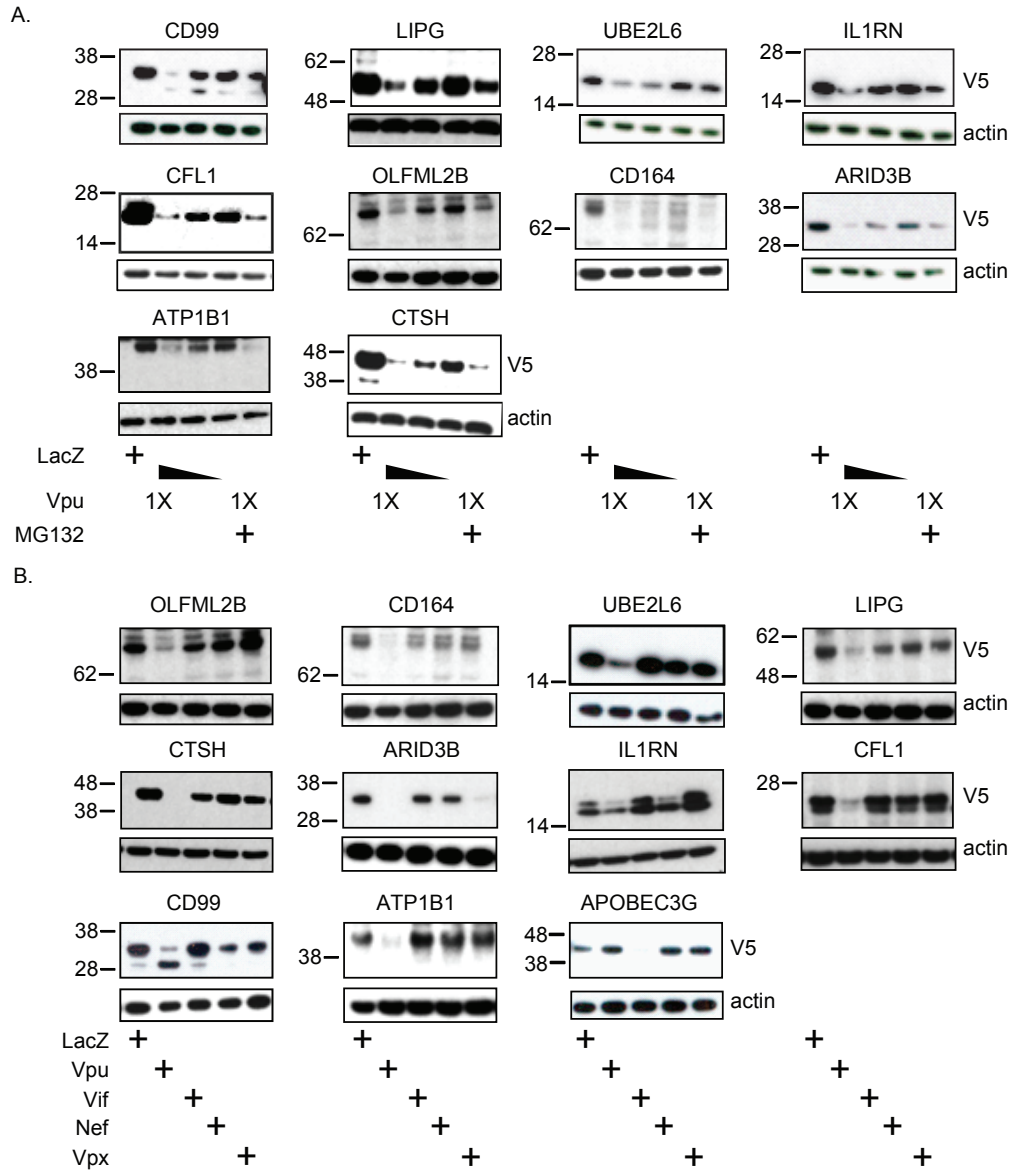 A.
CD99 LIPG UBE2L6 IL1RN
38 28 62 48 28 14 28 14 V5
actin
CFL1 OLFML2B CD164 ARID3B
28 14 62 62 38 28 V5
actin
ATP1B1 CTSH
38 48 38 V5
actin
LacZ + + + +
Vpu 1X 1X 1X 1X 1X 1X 1X 1X
MG132 + + + +
B.
OLFML2B CD164 UBE2L6 LIPG
62 62 14 62 48 V5
actin
CTSH ARID3B IL1RN CFL1
48 38 38 28 14 28 V5
actin
CD99 ATP1B1 APOBEC3G
38 28 38 48 38 V5
actin
LacZ + + + +
Vpu + + + +
Vif + + + +
Nef + + + +
Vpx + + + +